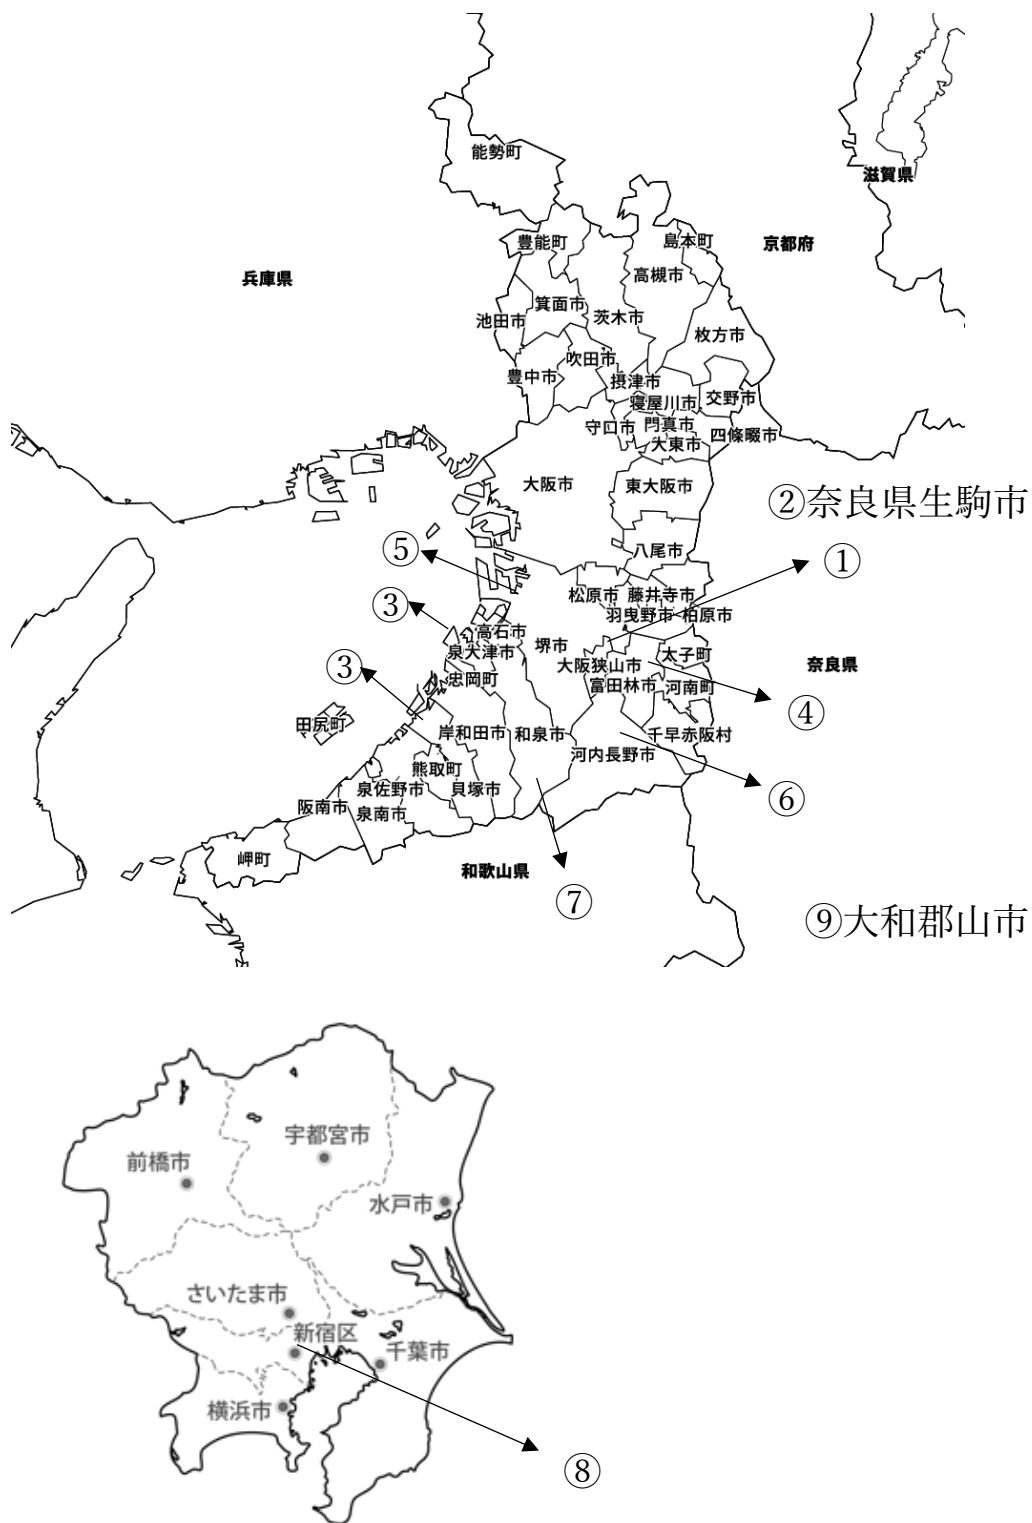 能勢町
滋賀県
豊能町
島本町
京都府
高槻市
兵庫県
箕面市
茨木市
池田市
枚方市
吹田市
豊中市
摂津市
交野市
寝屋川市
守口市
門真市
四條畷市
大東市
大阪市
東大阪市
②奈良県生駒市
⑤
八尾市
①
松原市
藤井寺市
③
羽曳野市
柏原市
高石市
堺市
泉大津市
太子町
大阪狭山市
奈良県
③
忠岡町
富田林市
河南町
④
田尻町
岸和田市
和泉市
千早赤阪村
河内長野市
熊取町
泉佐野市
貝塚市
⑥
阪南市
泉南市
岬町
和歌山県
⑦
⑨大和郡山市
宇都宮市
前橋市
水戸市
さいたま市
新宿区
千葉市
横浜市
⑧